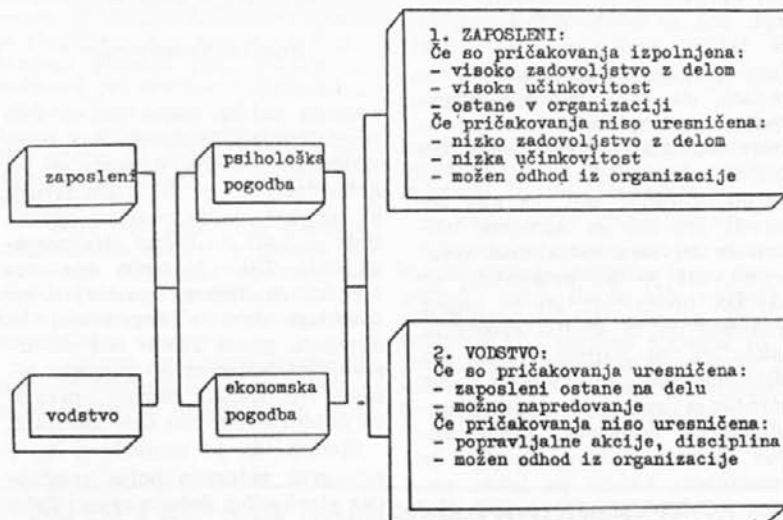 zaposleni
vodstvo
psihološka
pogodba
ekonomska
pogodba
1. ZAPOSLENI:
Če so pričakovanja izpolnjena:
– visoko zadovoljstvo z delom
– visoka učinkovitost
– ostane v organizaciji
Če pričakovanja niso uresničena:
– nizko zadovoljstvo z delom
– nizka učinkovitost
– možen odhod iz organizacije
2. VODSTVO:
Če so pričakovanja uresničena:
– zaposleni ostane na delu
– možno napredovanje
Če pričakovanja niso uresničena:
– popravljalne akcije, disciplina
– možen odhod iz organizacije